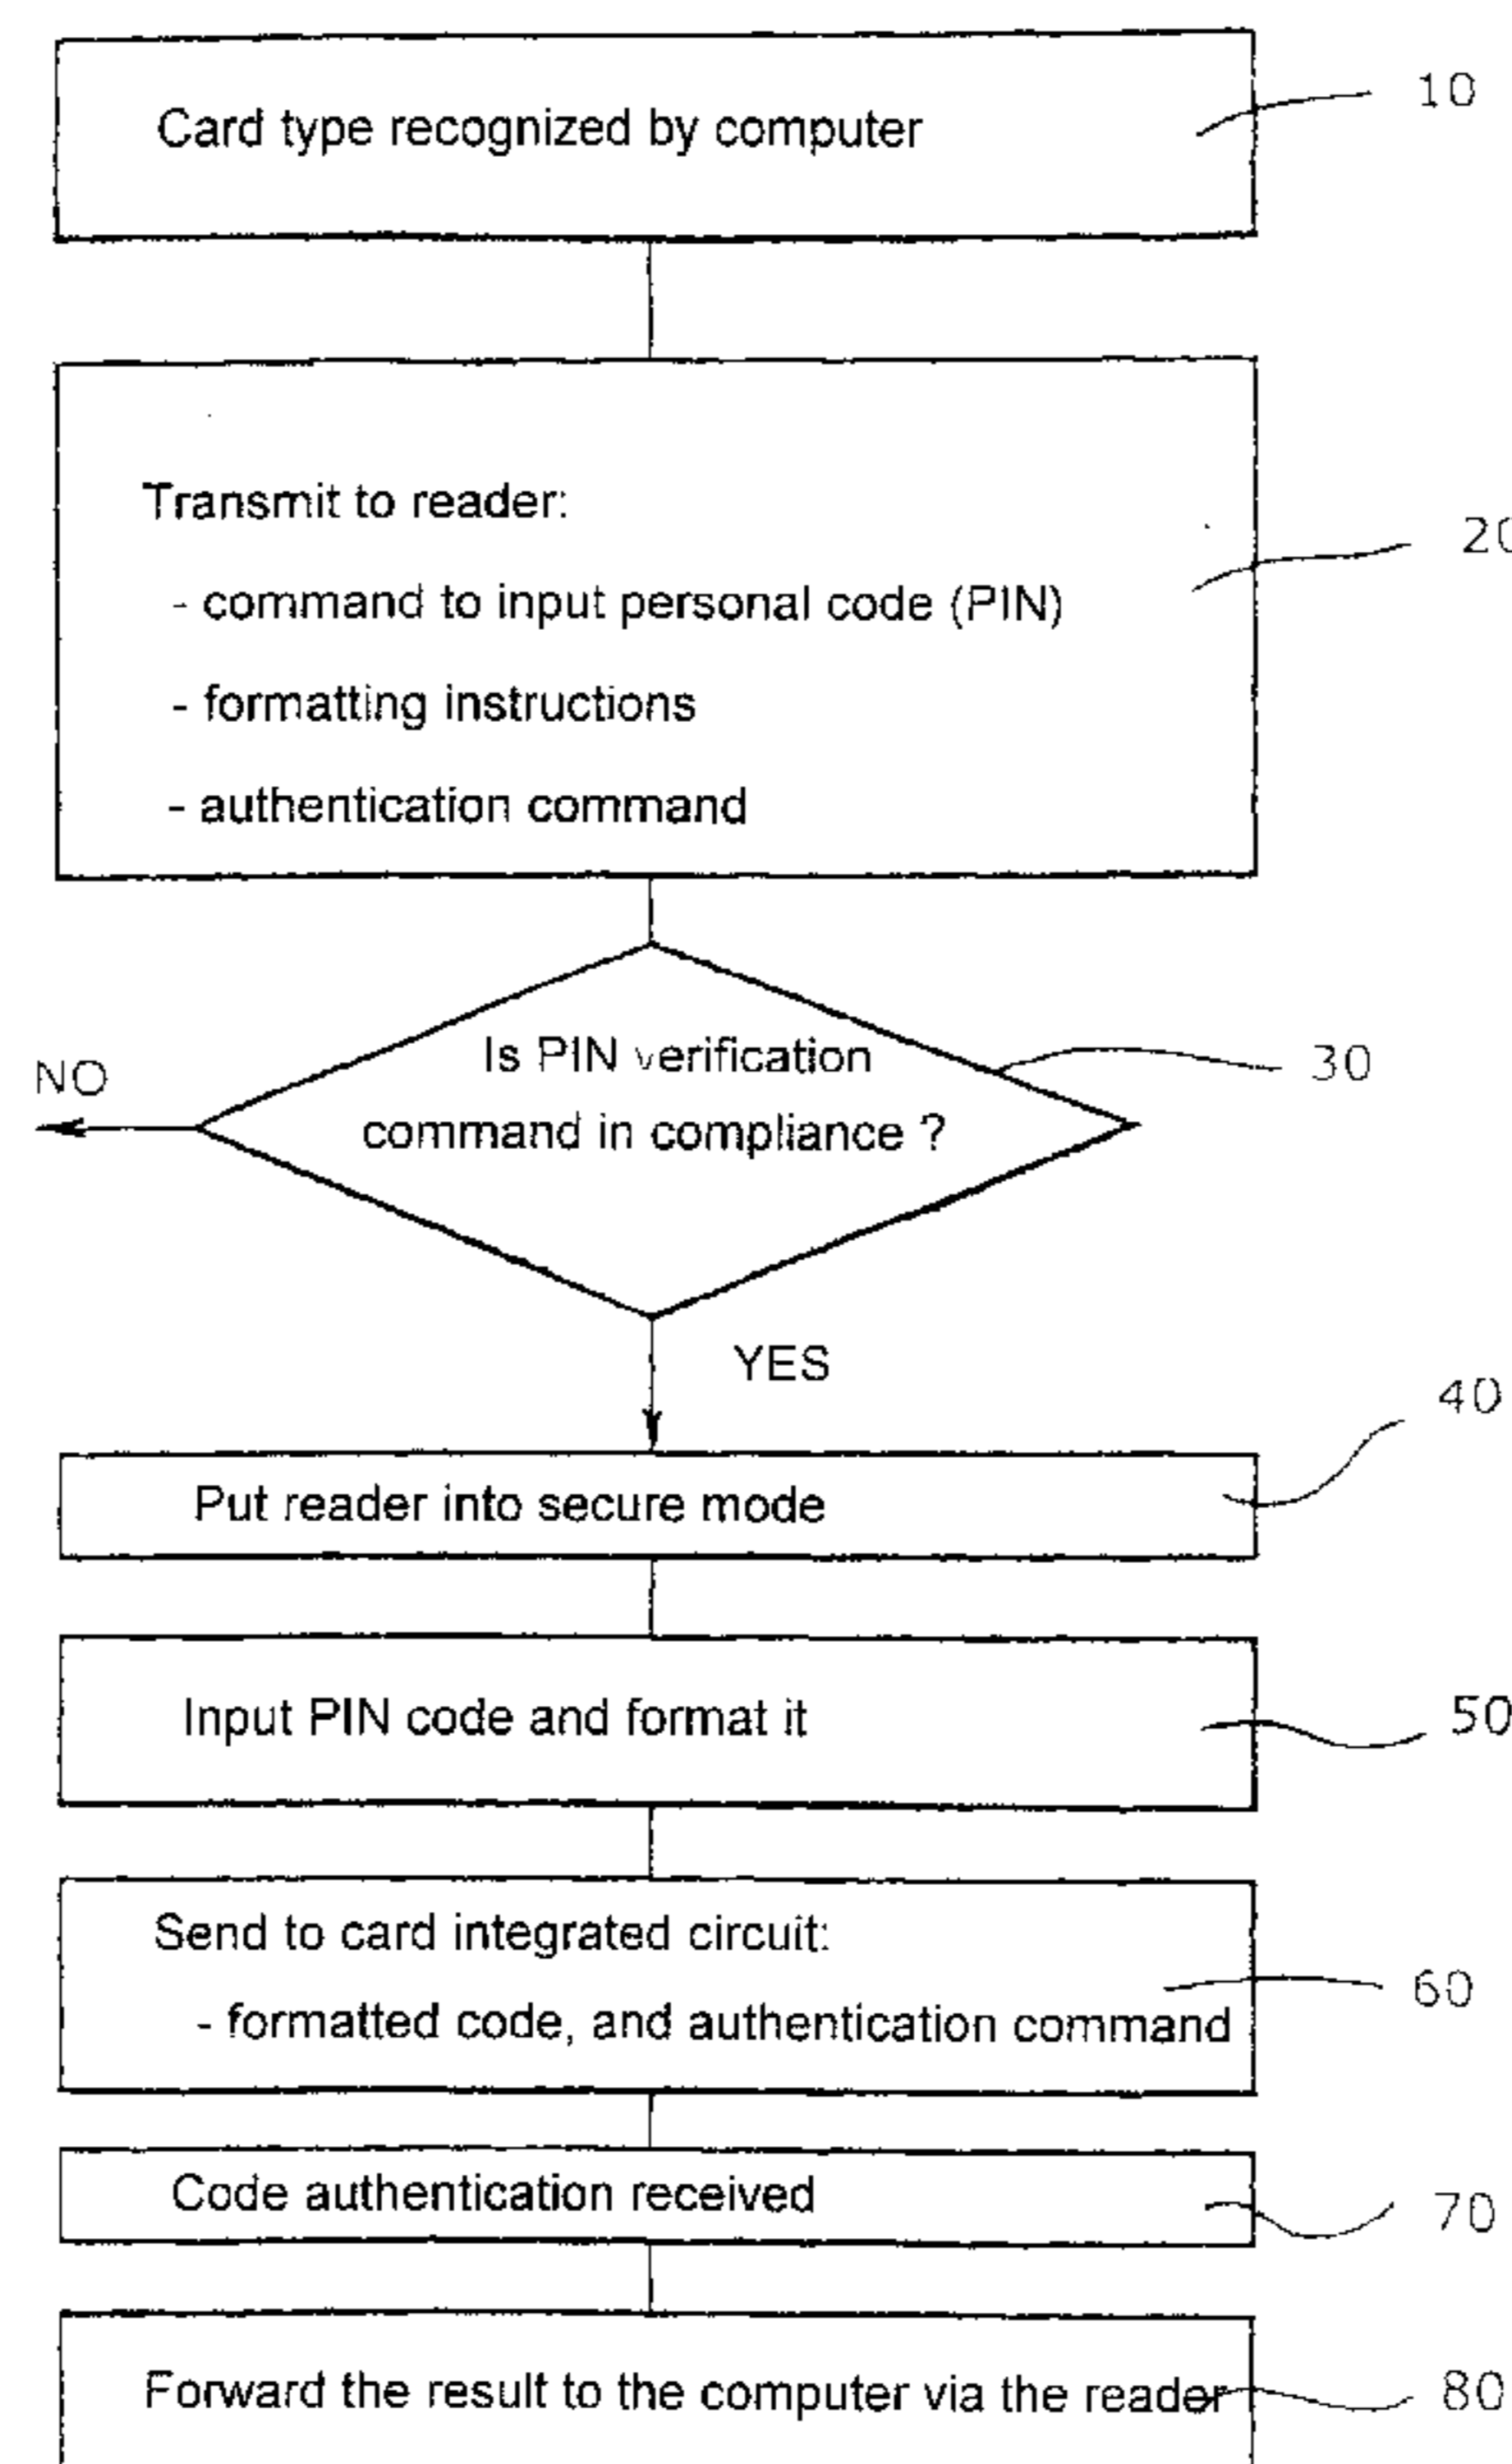 Card type recognized by computer
10
Transmit to reader:
- command to input personal code (PIN)
- formatting instructions
- authentication command
20
Is PIN verification
command in compliance ?
30
NO
YES
40
Put reader into secure mode
Input PIN code and format it
50
Send to card integrated circuit:
- formatted code, and authentication command
60
Code authentication received
70
Forward the result to the computer via the reader
80